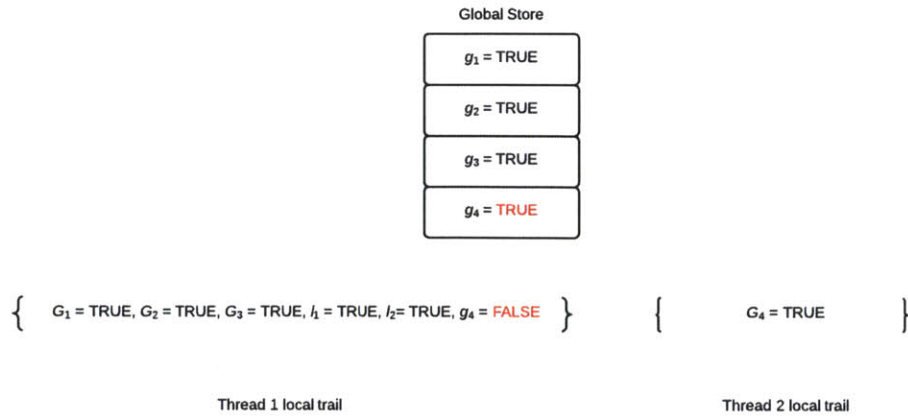 Global Store
g₁ = TRUE
g₂ = TRUE
g₃ = TRUE
g₄ = TRUE
{ G₁ = TRUE, G₂ = TRUE, G₃ = TRUE, l₁ = TRUE, l₂= TRUE, g₄ = FALSE } { G₄ = TRUE }
Thread 1 local trail Thread 2 local trail